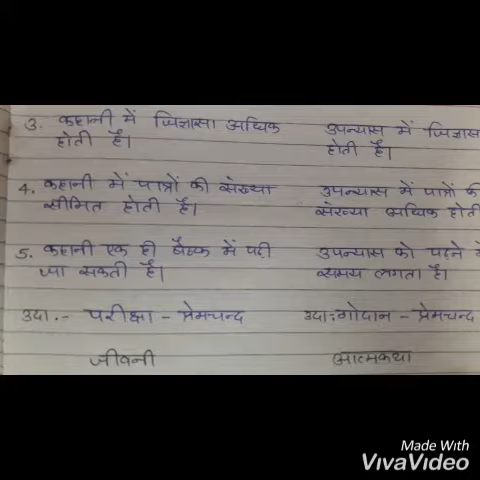 3. कहानी में जिज्ञासा अधिक उपन्यास में
होती है। होती है।
4. कहानी में पात्रों की संख्या उपन्यास में पात्रों की
सीमित होती है। संख्या अधिक होती
5. कहानी एक ही बैठक में पढ़ी उपन्यास को पढ़ने
जा सकती है। समय लगता है।
उदा.- परीक्षा - प्रेमचन्द उदा:गोदान - प्रेमचन्द
जीवनी आत्मकथा
Made With
VivaVideo